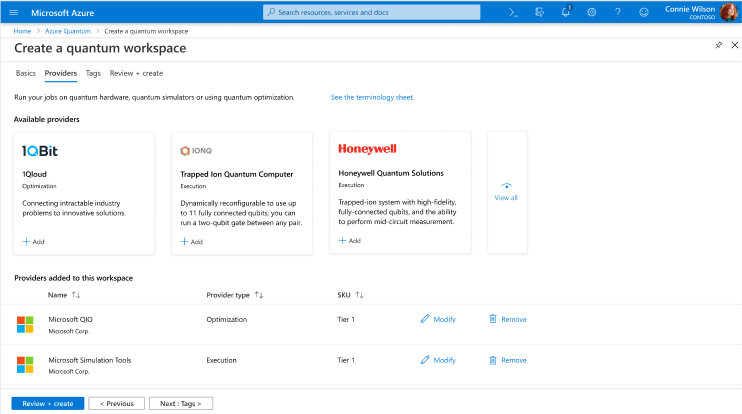 Microsoft Azure
Search resources, services and docs
1
Connie Wilson
CONTOSO
Home > Azure Quantum > Create a quantum workspace
Create a quantum workspace
Basics Providers Tags Review + create
Run your jobs on quantum hardware, quantum simulators or using quantum optimization. See the terminology sheet.
Available providers
1QBit
1Qloud
Optimization
Connecting intractable industry
problems to innovative solutions.
+ Add
IONQ
Trapped Ion Quantum Computer
Execution
Dynamically reconfigurable to use up
to 11 fully connected qubits; you can
run a two-qubit gate between any pair.
+ Add
Honeywell
Honeywell Quantum Solutions
Execution
Trapped-ion system with high-fidelity,
fully-connected qubits, and the ability
to perform mid-circuit measurement.
+ Add
View all
Providers added to this workspace
Name ↑↓ Provider type ↑↓ SKU ↑↓
Microsoft QIO Optimization Tier 1 Modify Remove
Microsoft Corp.
Microsoft Simulation Tools Execution Tier 1 Modify Remove
Microsoft Corp.
Review + create < Previous Next : Tags >